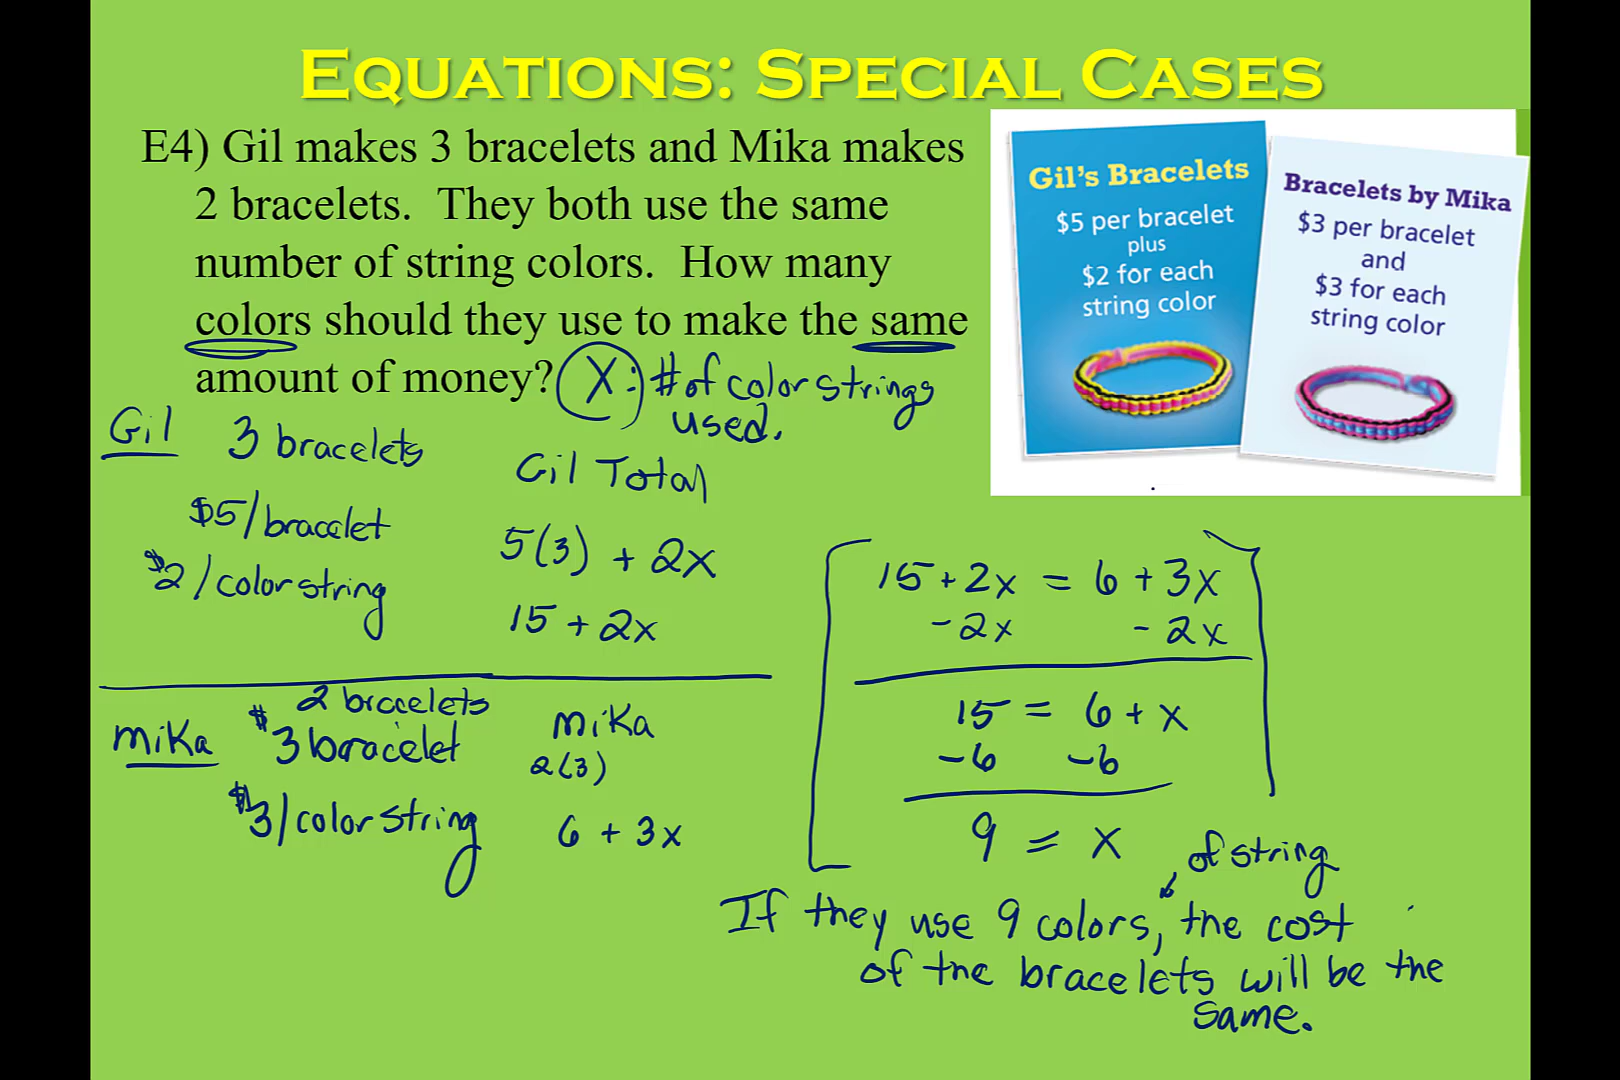 EQUATIONS: SPECIAL CASES
E4) Gil makes 3 bracelets and Mika makes
2 bracelets. They both use the same
number of string colors. How many
colors should they use to make the same
amount of money?
X: # of color strings
used.
Gil's Bracelets
$5 per bracelet
plus
$2 for each
string color
Bracelets by Mika
$3 per bracelet
and
$3 for each
string color
Gil
3 bracelets
$5/bracelet
$2/color string
Gil Total
5(3) + 2x
15 + 2x
Mika
2 bracelets
$3 bracelet
$3/color string
Mika
2(3)
6 + 3x
15 + 2x = 6 + 3x
-2x -2x
15 = 6 + x
-6 -6
9 = x
of string
If they use 9 colors, the cost
of the bracelets will be the
same.